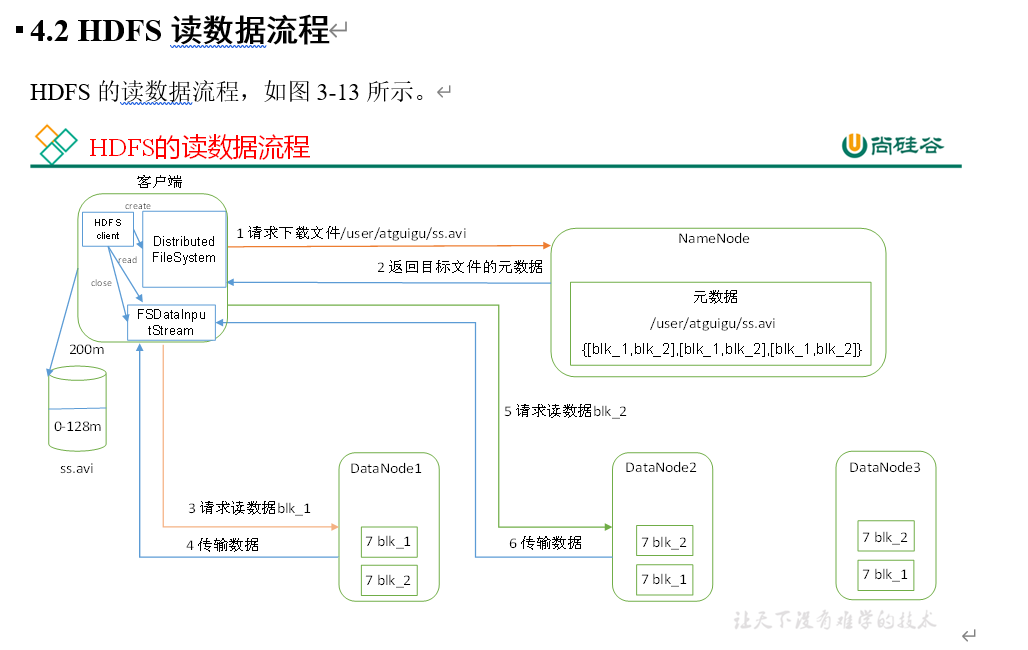 4.2 HDFS 读数据流程
HDFS 的读数据流程，如图 3-13 所示。
HDFS的读数据流程
尚硅谷
客户端
create
HDFS
client
Distributed
FileSystem
read
close
FSDataInpu
tStream
1 请求下载文件/user/atguigu/ss.avi
2 返回目标文件的元数据
NameNode
元数据
/user/atguigu/ss.avi
{[blk_1,blk_2],[blk_1,blk_2],[blk_1,blk_2]}
200m
0-128m
ss.avi
5 请求读数据blk_2
3 请求读数据blk_1
4 传输数据
6 传输数据
DataNode1
7 blk_1
7 blk_2
DataNode2
7 blk_2
7 blk_1
DataNode3
7 blk_2
7 blk_1
让天下没有难学的技术